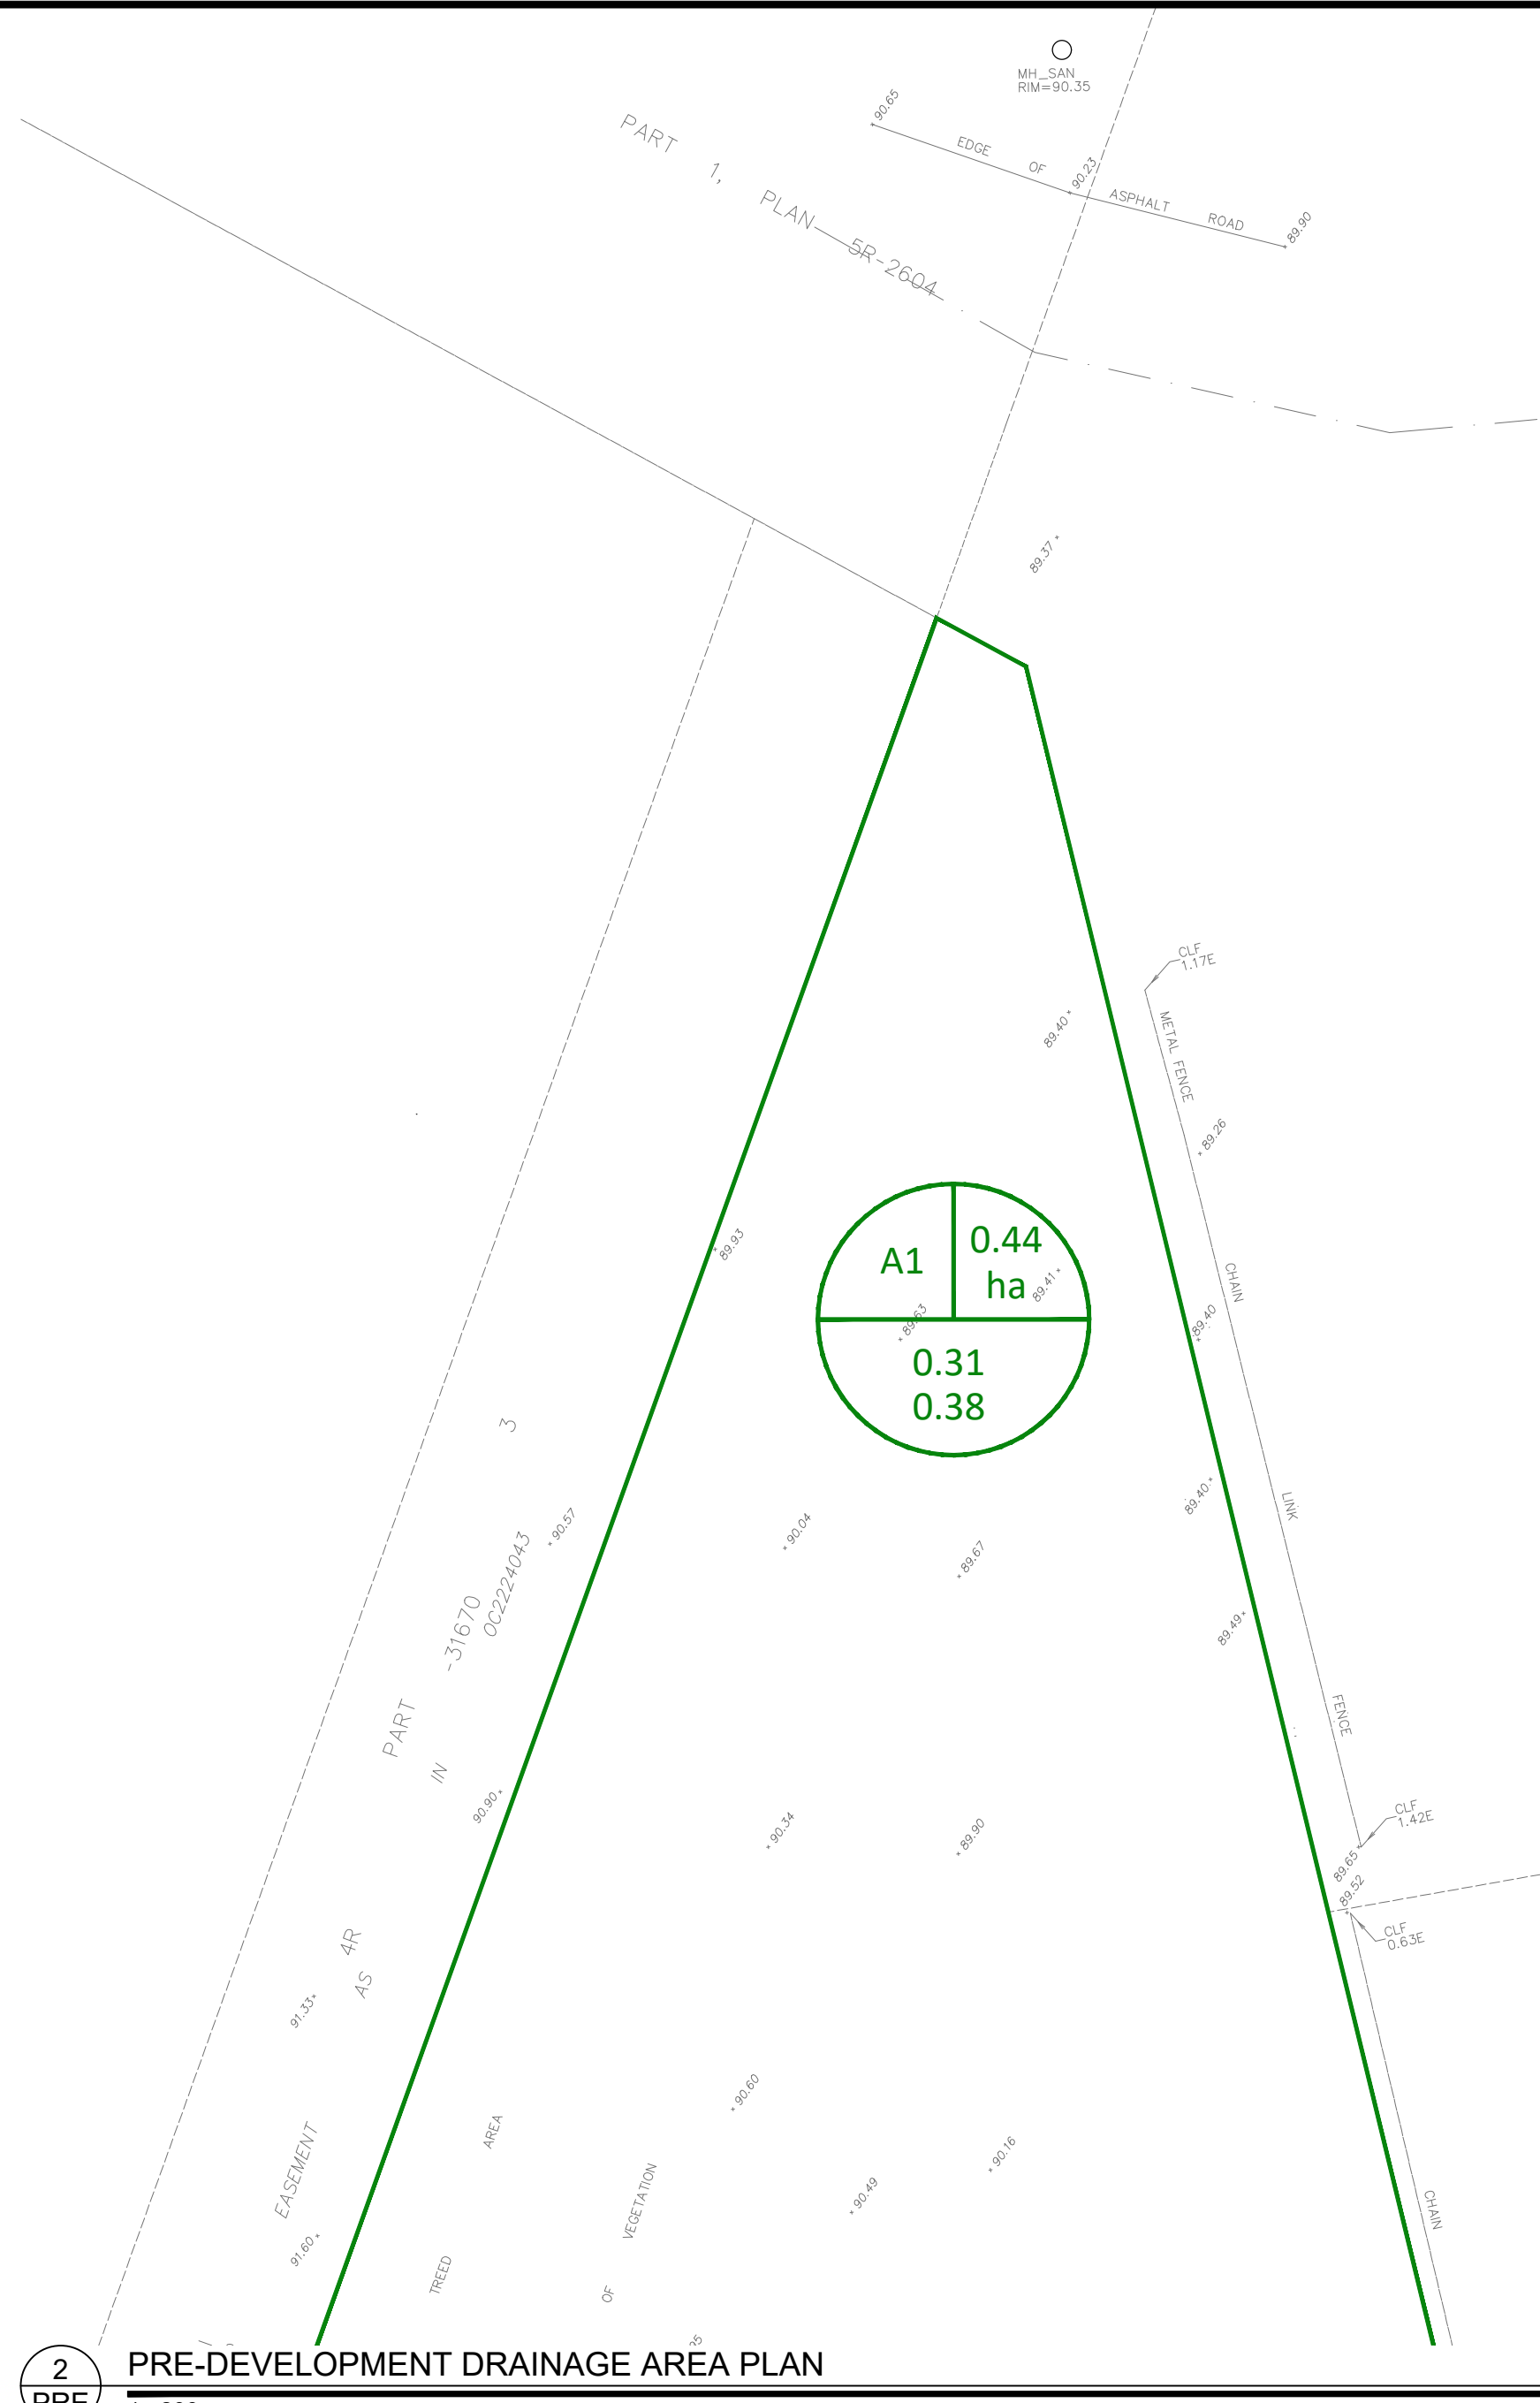 MH_SAN
RIM=90.35
90.65
EDGE OF ASPHALT ROAD
90.23
89.90
PART 1, PLAN 5R-2604
89.37
CLF
1.17E
89.40
METAL FENCE
89.26
89.93
A1
0.44
ha
89.41
89.63
0.31
0.38
CHAIN
89.40
3
LINK
89.40
90.57
90.04
89.67
OC2224043
-31670
89.49
PART
FENCE
IN
90.90
90.34
89.90
CLF
1.42E
89.65
89.52
CLF
0.63E
4R
AS
91.33
90.60
AREA
90.16
EASEMENT
VEGETATION
90.49
CHAIN
91.60
TREED
OF
2
PRE-DEVELOPMENT DRAINAGE AREA PLAN
PRE